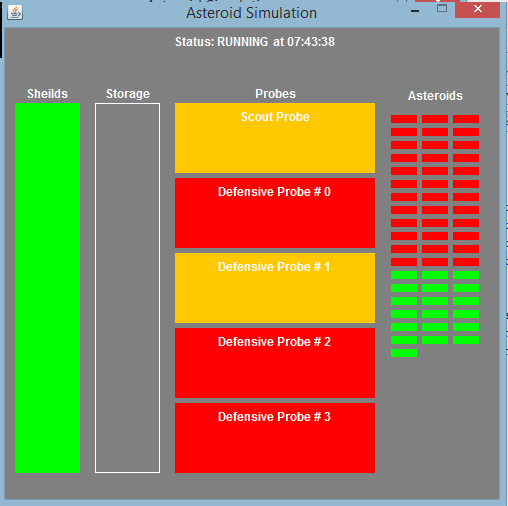 Asteroid Simulation
Status: RUNNING at 07:43:38
Sheilds
Storage
Probes
Asteroids
Scout Probe
Defensive Probe # 0
Defensive Probe # 1
Defensive Probe # 2
Defensive Probe # 3